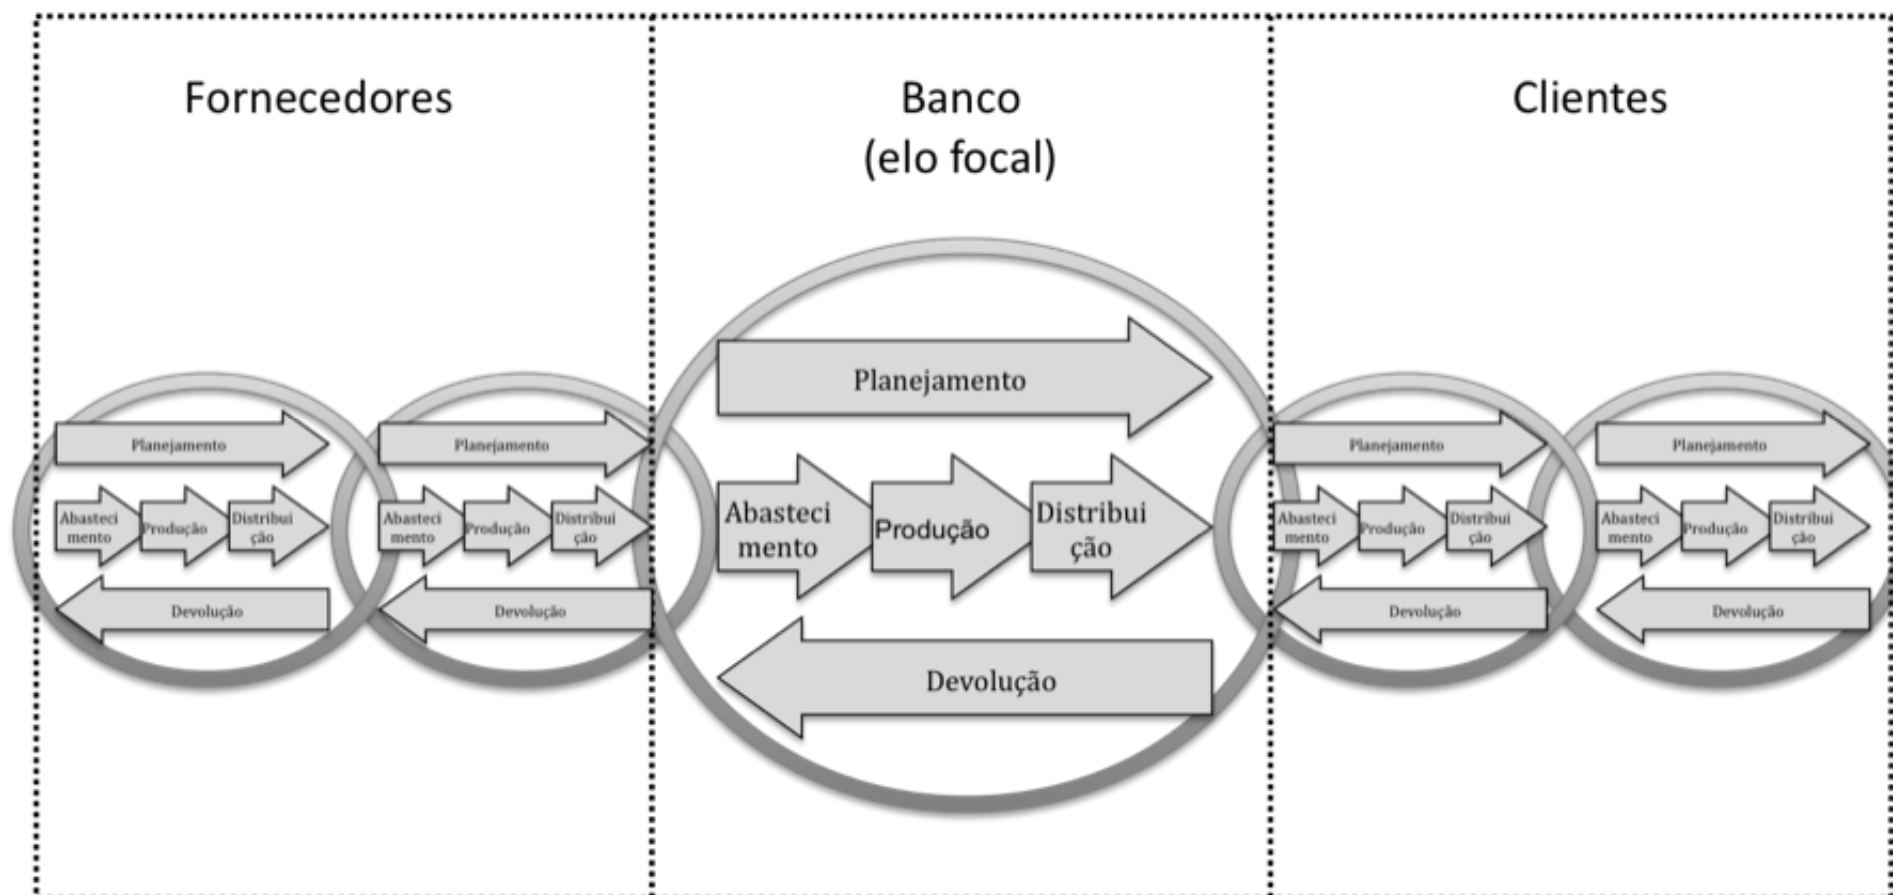 Fornecedores
Banco
(elo focal)
Clientes
Planejamento
Abasteci
mento
Produção
Distribui
ção
Devolução
Planejamento
Abasteci
mento
Produção
Distribui
ção
Devolução
Planejamento
Abasteci
mento
Produção
Distribui
ção
Devolução
Planejamento
Abasteci
mento
Produção
Distribui
ção
Devolução
Planejamento
Abasteci
mento
Produção
Distribui
ção
Devolução